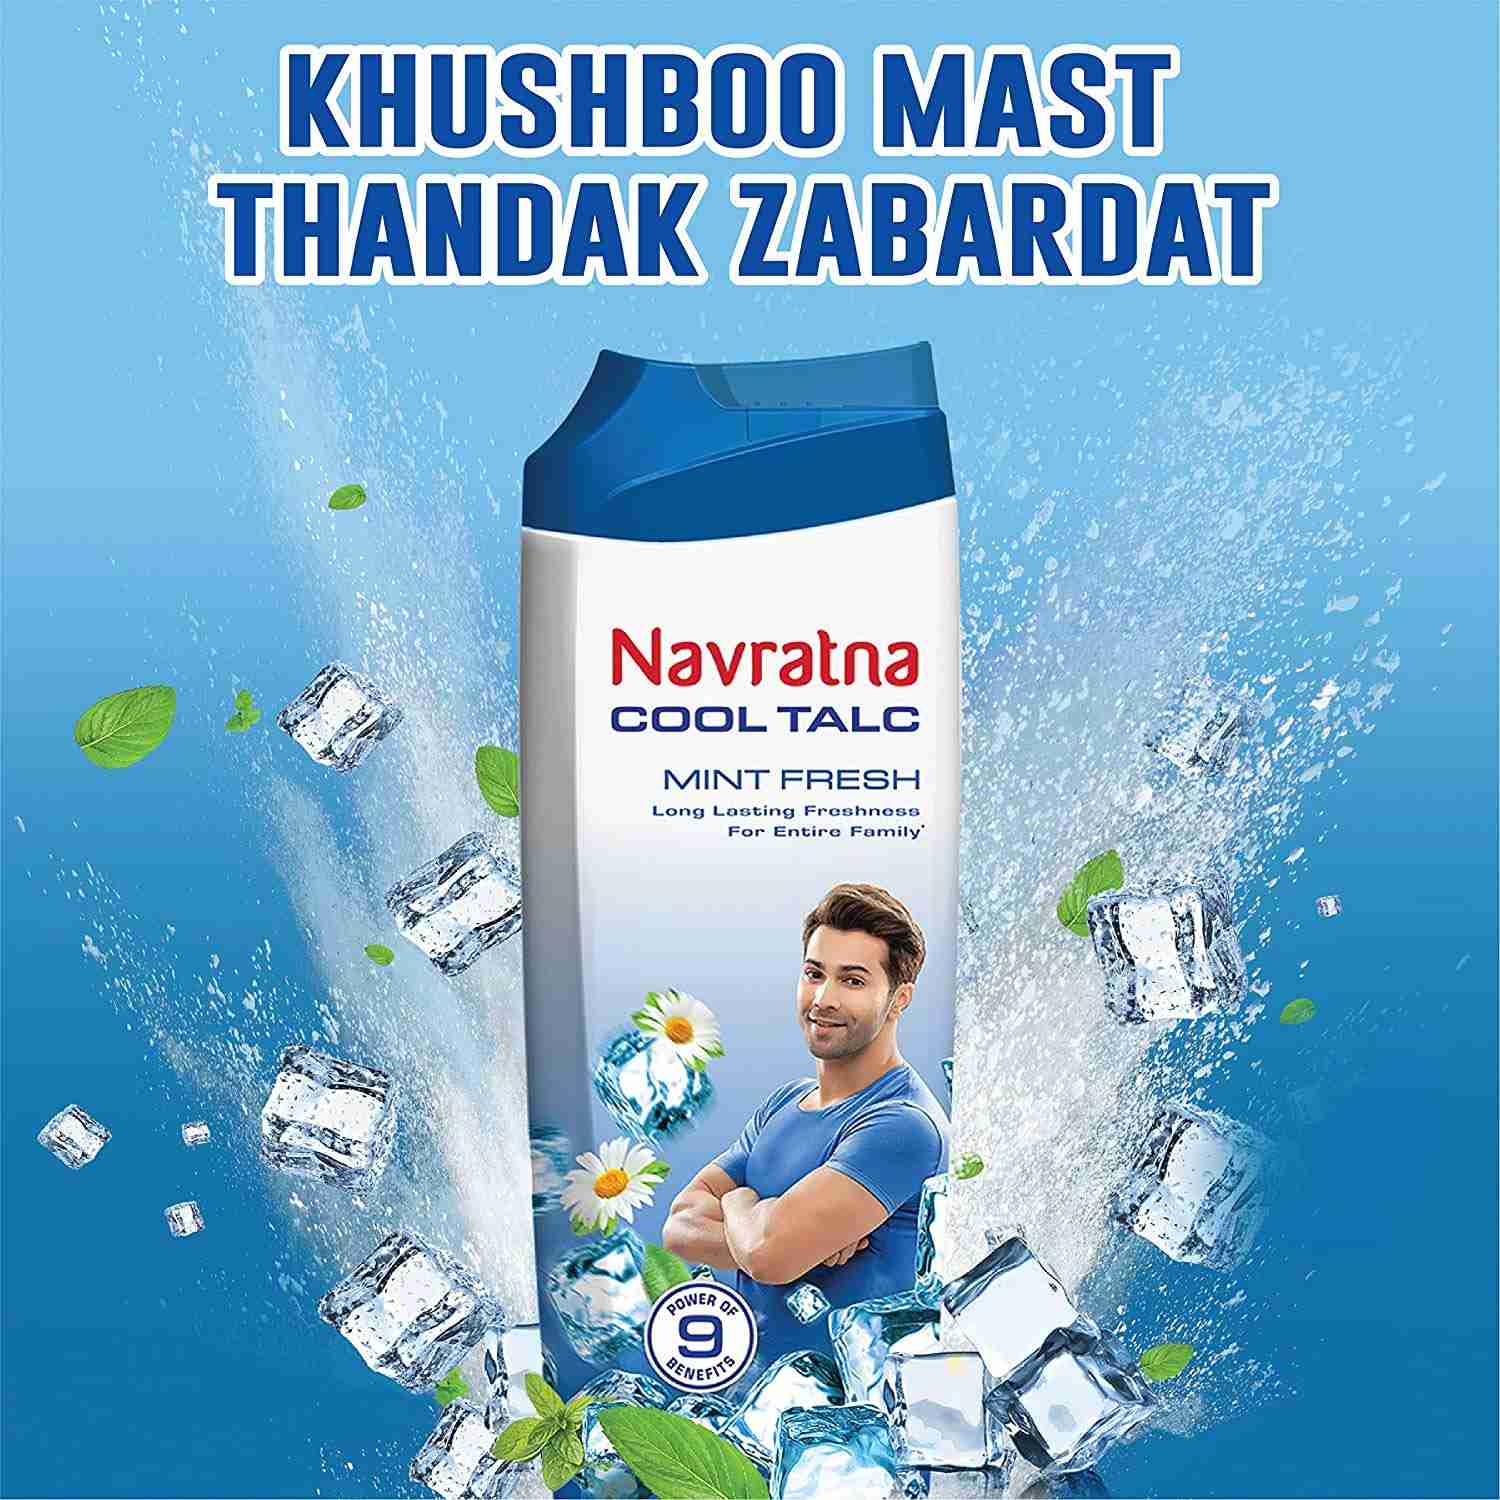 KHUSHBOO MAST
THANDAK ZABARDAT
Navratna
COOL TALC
MINT FRESH
Long Lasting Freshness
For Entire Family*
POWER OF
9
BENEFITS